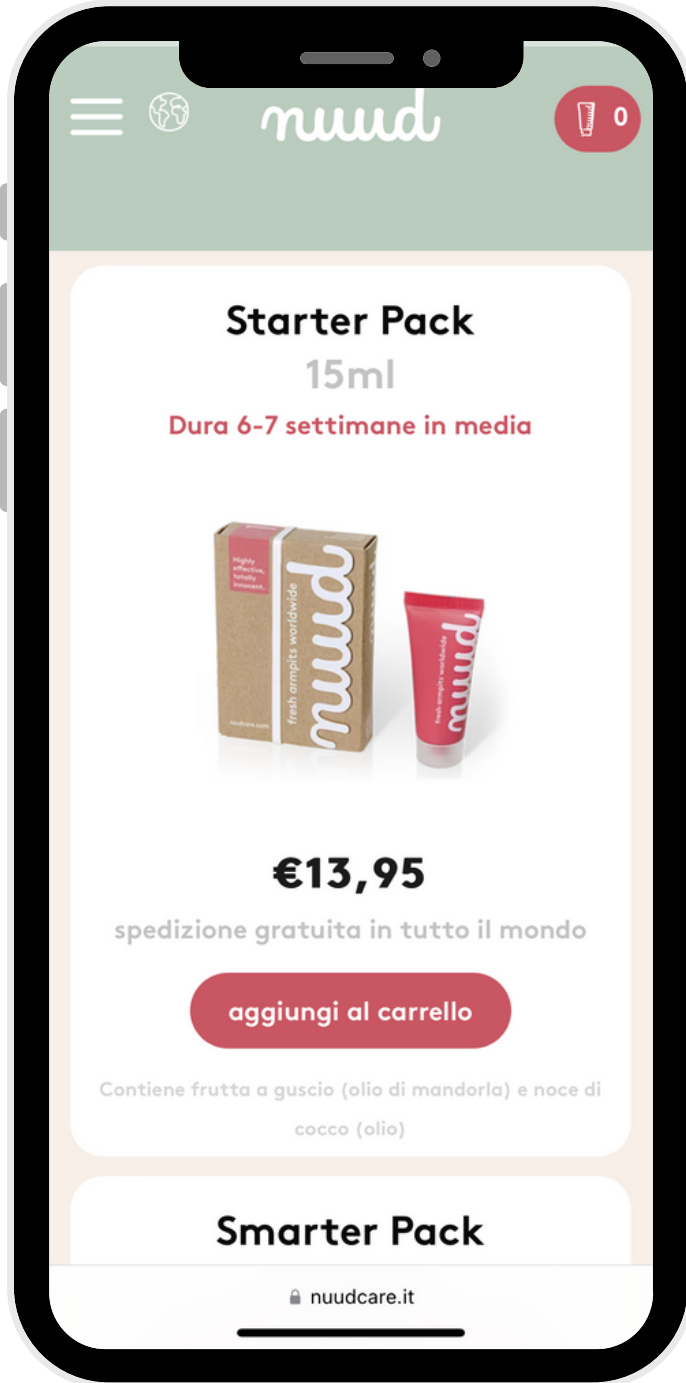 nuud
0
Starter Pack
15ml
Dura 6-7 settimane in media
Highly
effective,
totally
innocent.
fresh armpits worldwide
nuud
nuudcare.com
fresh armpits worldwide
nuud
€13,95
spedizione gratuita in tutto il mondo
aggiungi al carrello
Contiene frutta a guscio (olio di mandorla) e noce di
cocco (olio)
Smarter Pack
nuudcare.it